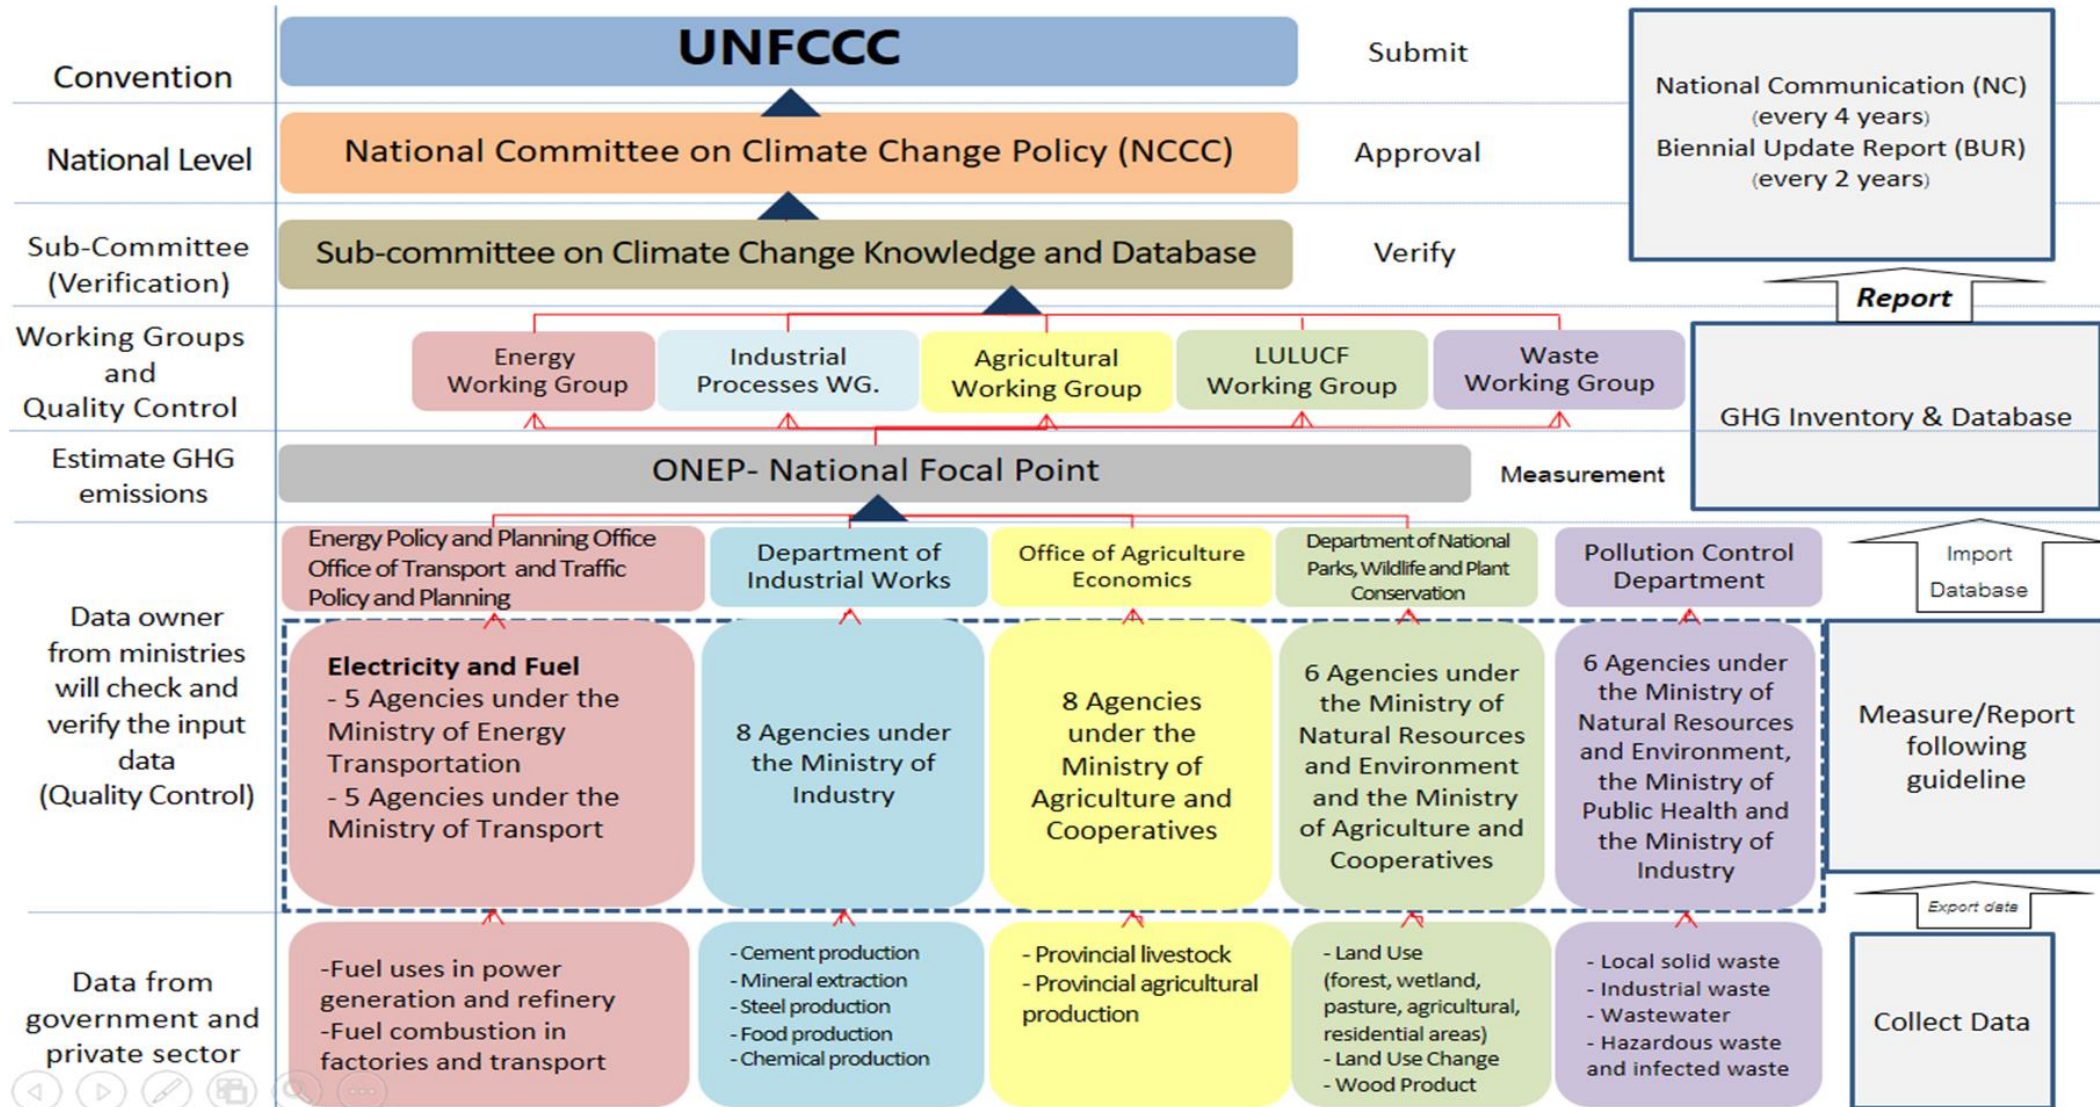 Convention
UNFCCC
Submit
National Level
National Committee on Climate Change Policy (NCCC)
Approval
Sub-Committee
(Verification)
Sub-committee on Climate Change Knowledge and Database
Verify
National Communication (NC)
(every 4 years)
Biennial Update Report (BUR)
(every 2 years)
Report
Working Groups
and
Quality Control
Energy
Working Group
Industrial
Processes WG.
Agricultural
Working Group
LULUCF
Working Group
Waste
Working Group
GHG Inventory & Database
Estimate GHG
emissions
ONEP- National Focal Point
Measurement
Data owner
from ministries
will check and
verify the input
data
(Quality Control)
Energy Policy and Planning Office
Office of Transport and Traffic
Policy and Planning
Department of
Industrial Works
Office of Agriculture
Economics
Department of National
Parks, Wildlife and Plant
Conservation
Pollution Control
Department
Import
Database
Electricity and Fuel
- 5 Agencies under the
Ministry of Energy
Transportation
- 5 Agencies under the
Ministry of Transport
8 Agencies under
the Ministry of
Industry
8 Agencies
under the
Ministry of
Agriculture and
Cooperatives
6 Agencies under
the Ministry of
Natural Resources
and Environment
and the Ministry
of Agriculture and
Cooperatives
6 Agencies under
the Ministry of
Natural Resources
and Environment,
the Ministry of
Public Health and
the Ministry of
Industry
Measure/Report
following
guideline
Export data
Data from
government and
private sector
-Fuel uses in power
generation and refinery
-Fuel combustion in
factories and transport
- Cement production
- Mineral extraction
- Steel production
- Food production
- Chemical production
- Provincial livestock
- Provincial agricultural
production
- Land Use
(forest, wetland,
pasture, agricultural,
residential areas)
- Land Use Change
- Wood Product
- Local solid waste
- Industrial waste
- Wastewater
- Hazardous waste
and infected waste
Collect Data